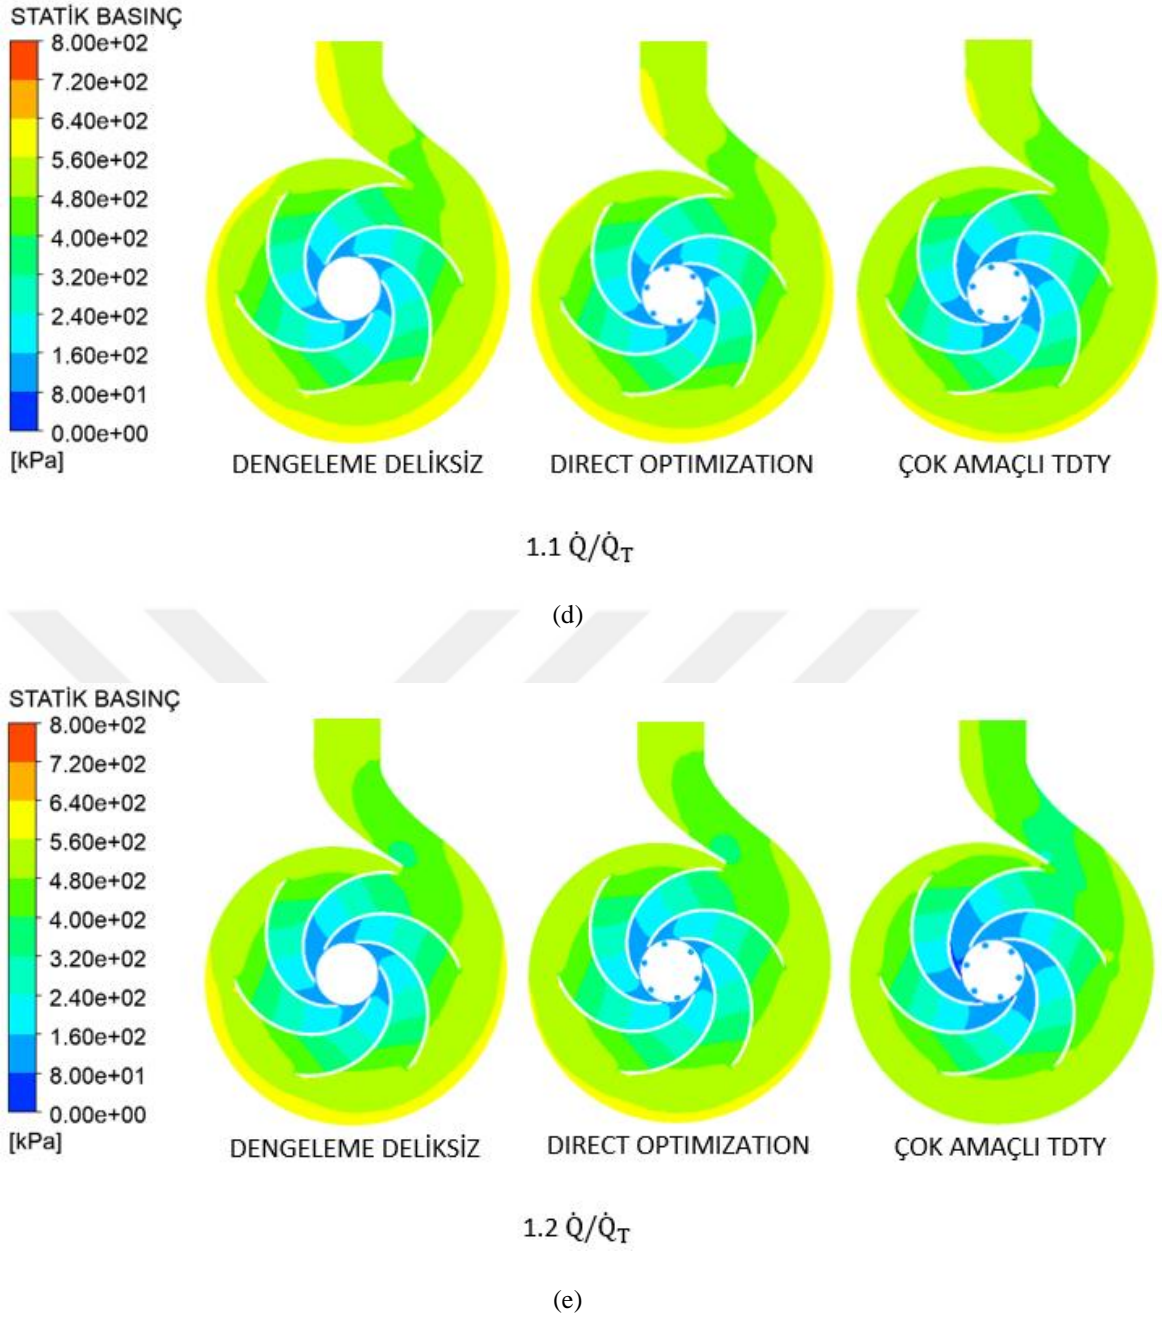 STATİK BASINÇ
8.00e+02
7.20e+02
6.40e+02
5.60e+02
4.80e+02
4.00e+02
3.20e+02
2.40e+02
1.60e+02
8.00e+01
0.00e+00
[kPa]
DENGELEME DELİKSİZ
DIRECT OPTIMIZATION
ÇOK AMAÇLI TDTY
1.1 Q̇/Q̇T
(d)
STATİK BASINÇ
8.00e+02
7.20e+02
6.40e+02
5.60e+02
4.80e+02
4.00e+02
3.20e+02
2.40e+02
1.60e+02
8.00e+01
0.00e+00
[kPa]
DENGELEME DELİKSİZ
DIRECT OPTIMIZATION
ÇOK AMAÇLI TDTY
1.2 Q̇/Q̇T
(e)